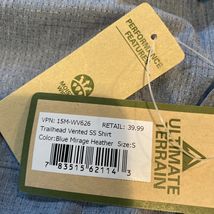 PERFORMANCE
FEATURES
VPN: 1SM-WV626 RETAIL: 39.99
Trailhead Vented SS Shirt
Color:Blue Mirage Heather Size:S
7 83515 62114 3
ULTIMATE
TERRAIN